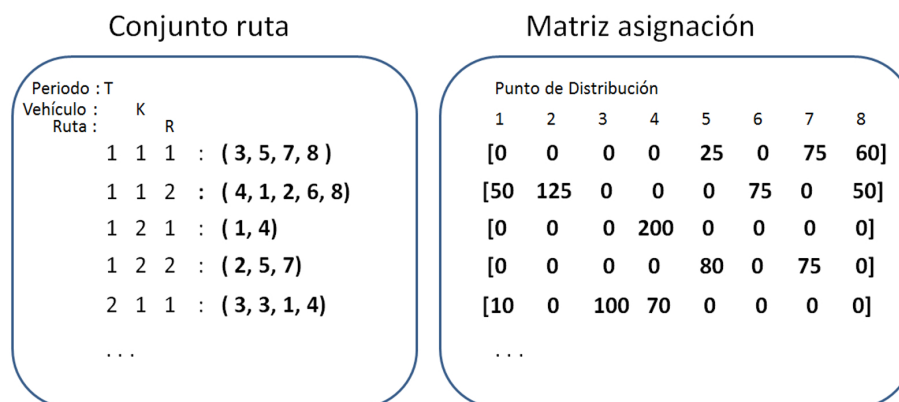 Conjunto ruta
Periodo : T
Vehículo : K
Ruta : R
1 1 1 : ( 3, 5, 7, 8 )
1 1 2 : ( 4, 1, 2, 6, 8)
1 2 1 : ( 1, 4)
1 2 2 : ( 2, 5, 7)
2 1 1 : ( 3, 3, 1, 4)
. . .
Matriz asignación
Punto de Distribución
1 2 3 4 5 6 7 8
[0 0 0 0 25 0 75 60]
[50 125 0 0 0 75 0 50]
[0 0 0 200 0 0 0 0]
[0 0 0 0 80 0 75 0]
[10 0 100 70 0 0 0 0]
. . .